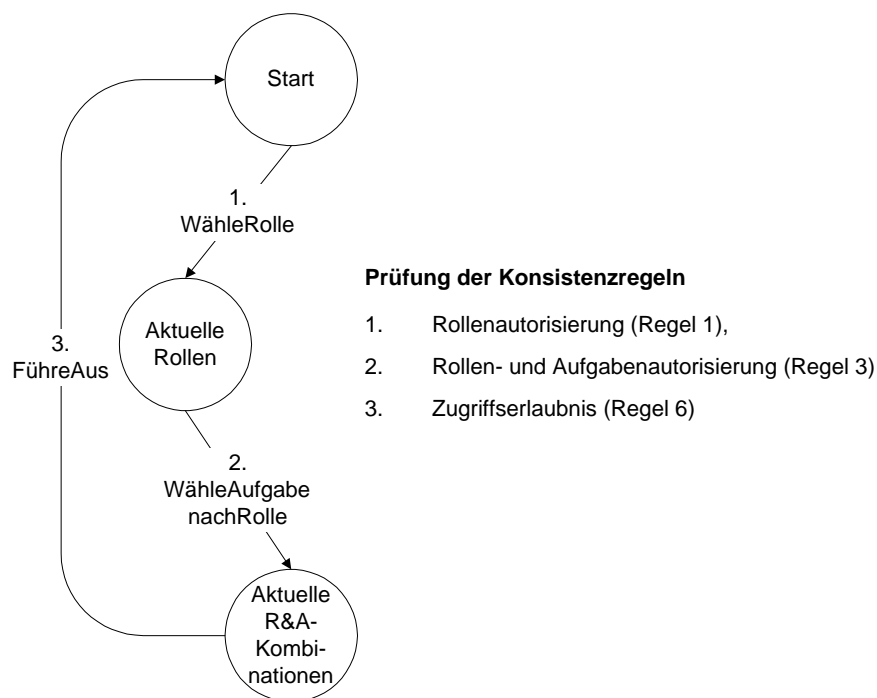 Start
1.
WähleRolle
Prüfung der Konsistenzregeln
1. Rollenautorisierung (Regel 1),
2. Rollen- und Aufgabenautorisierung (Regel 3)
3. Zugriffserlaubnis (Regel 6)
Aktuelle
Rollen
3.
FühreAus
2.
WähleAufgabe
nachRolle
Aktuelle
R&A-
Kombi-
nationen